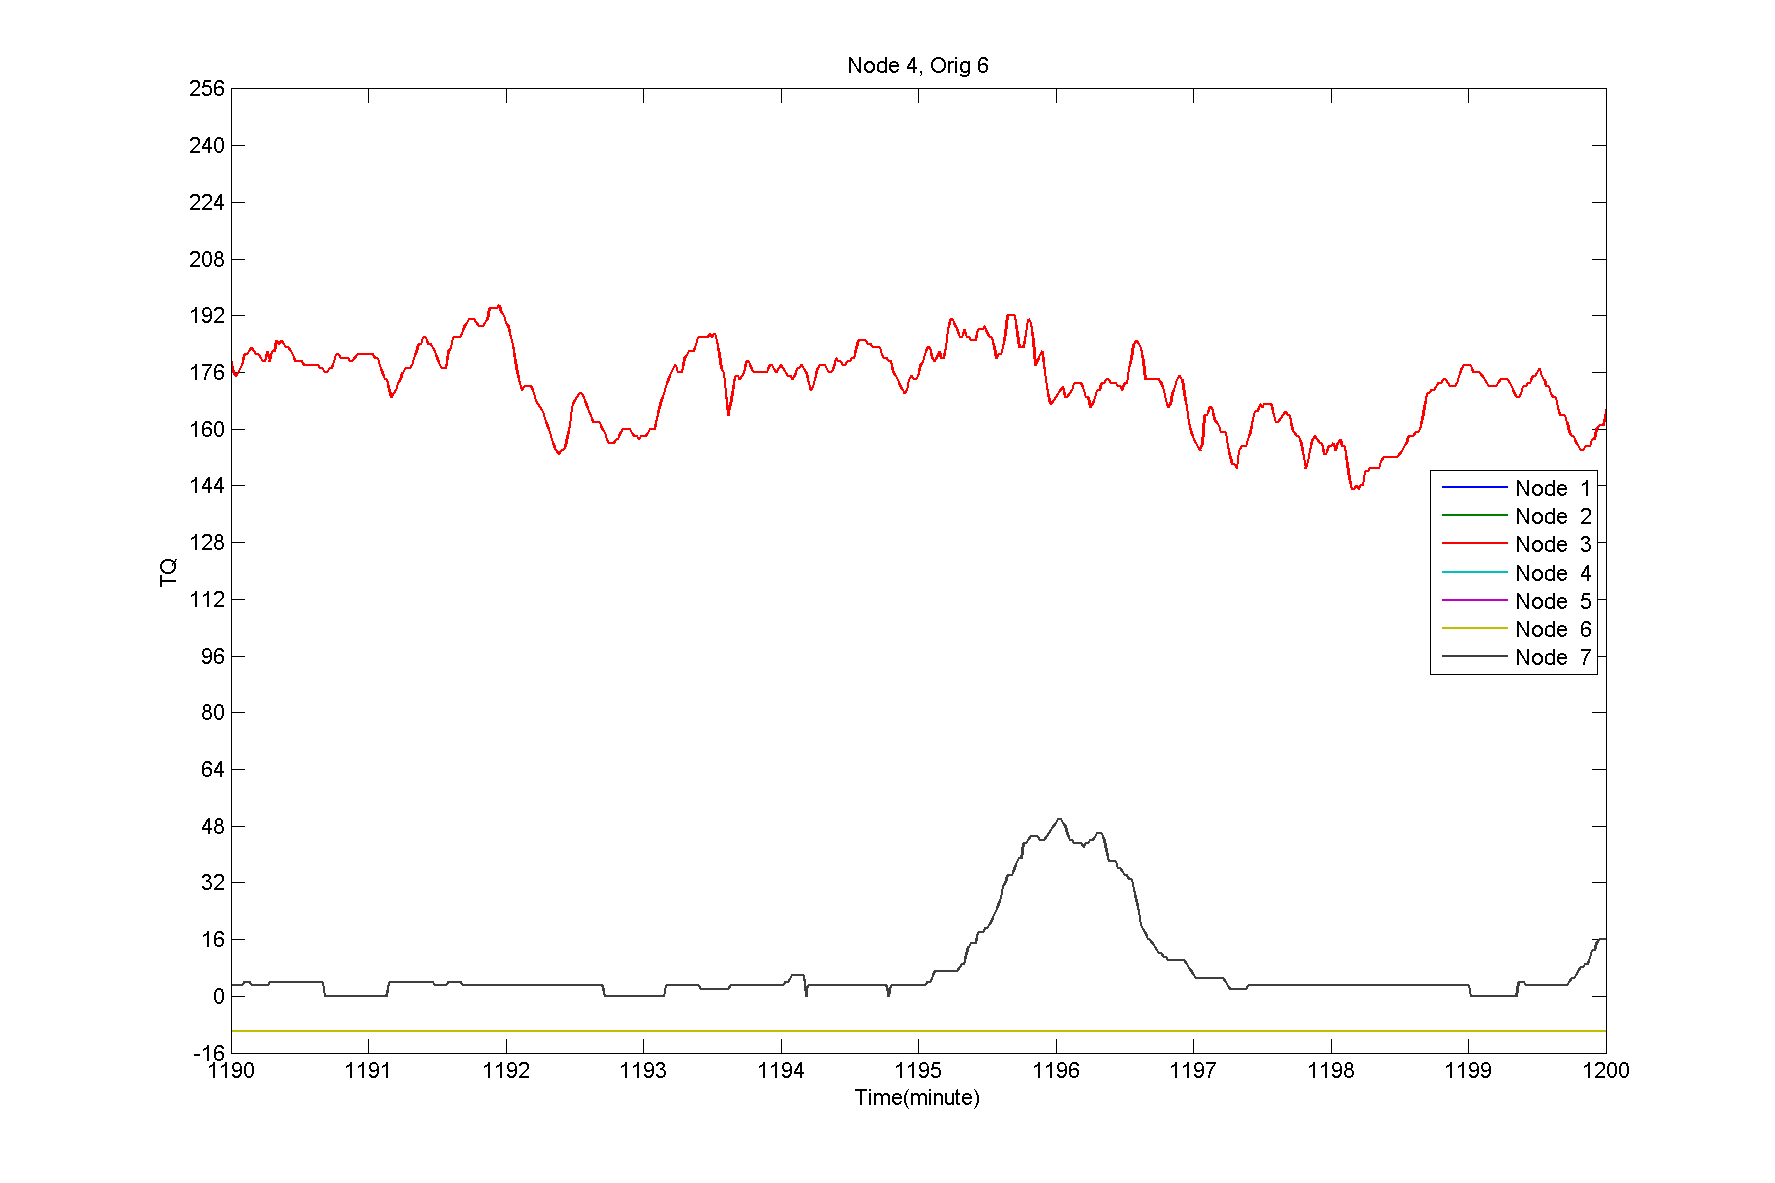 Node 4, Orig 6
256
240
224
208
192
176
160
144
128
112
96
80
64
48
32
16
0
-16
TQ
Node 1
Node 2
Node 3
Node 4
Node 5
Node 6
Node 7
1190 1191 1192 1193 1194 1195 1196 1197 1198 1199 1200
Time(minute)